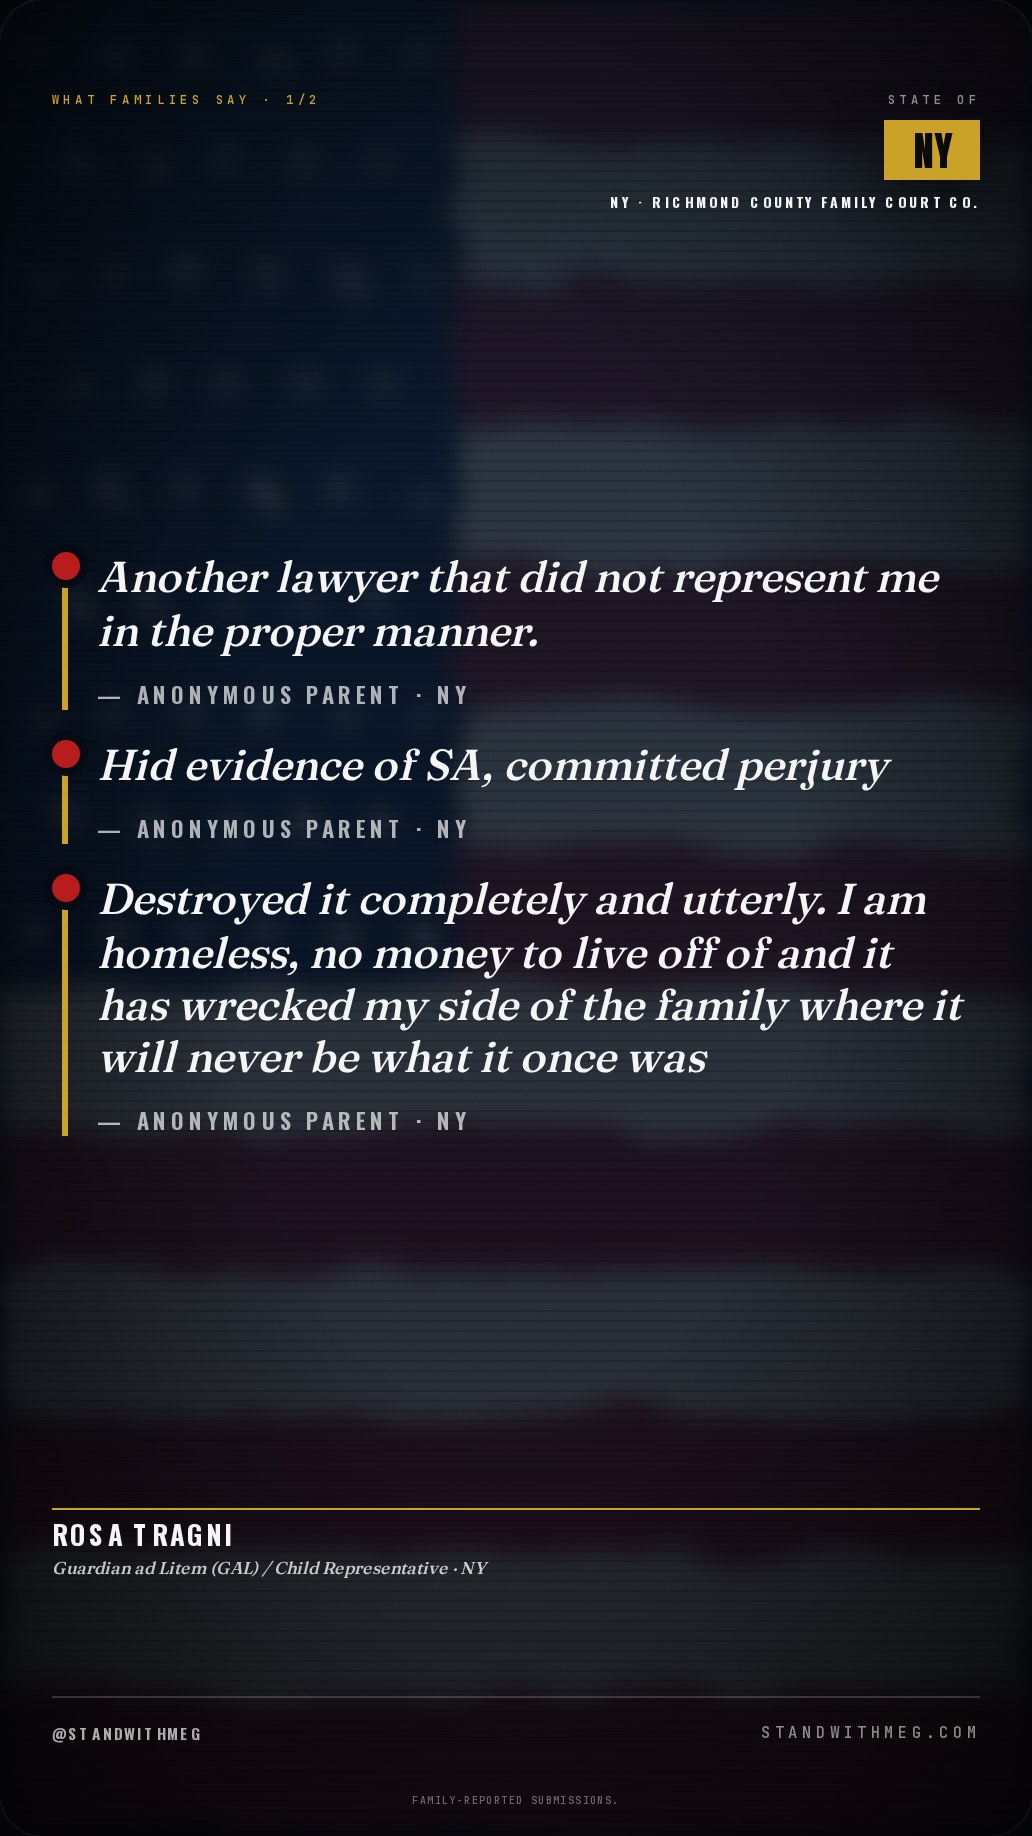 WHAT FAMILIES SAY · 1/2
STATE OF
NY
NY · RICHMOND COUNTY FAMILY COURT CO.
Another lawyer that did not represent me
in the proper manner.
— ANONYMOUS PARENT · NY
Hid evidence of SA, committed perjury
— ANONYMOUS PARENT · NY
Destroyed it completely and utterly. I am
homeless, no money to live off of and it
has wrecked my side of the family where it
will never be what it once was
— ANONYMOUS PARENT · NY
ROSA TRAGNI
Guardian ad Litem (GAL) / Child Representative · NY
@STANDWITHMEG
STANDWITHMEG.COM
FAMILY-REPORTED SUBMISSIONS.